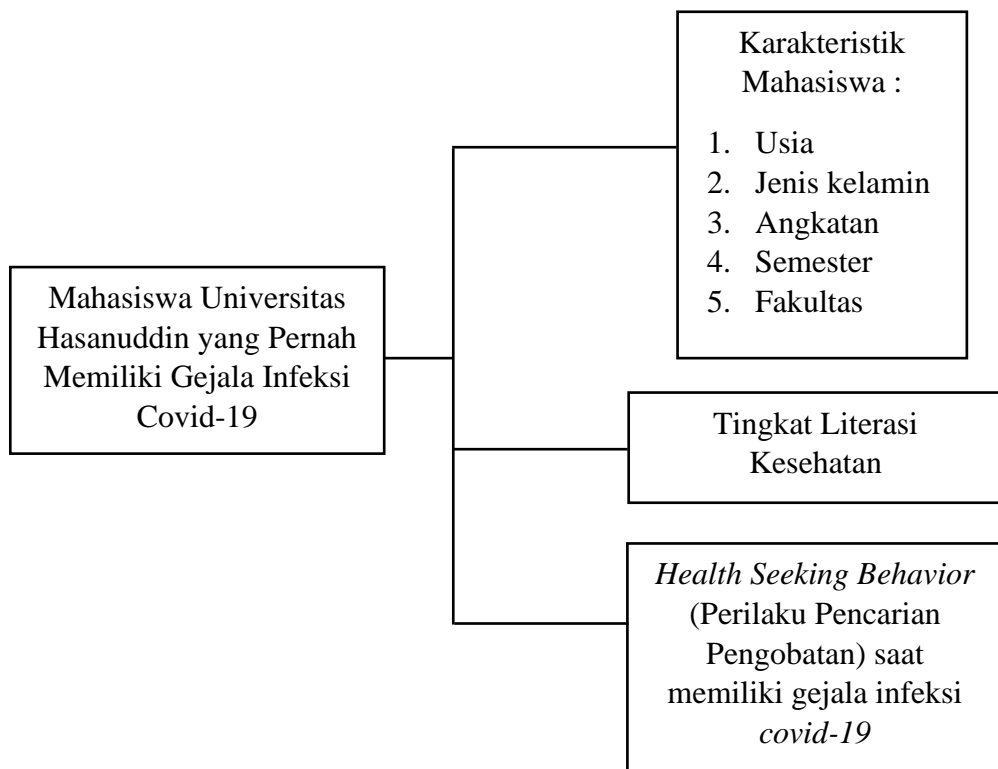 Karakteristik
Mahasiswa :
1. Usia
2. Jenis kelamin
3. Angkatan
4. Semester
5. Fakultas
Mahasiswa Universitas
Hasanuddin yang Pernah
Memiliki Gejala Infeksi
Covid-19
Tingkat Literasi
Kesehatan
Health Seeking Behavior
(Perilaku Pencarian
Pengobatan) saat
memiliki gejala infeksi
covid-19